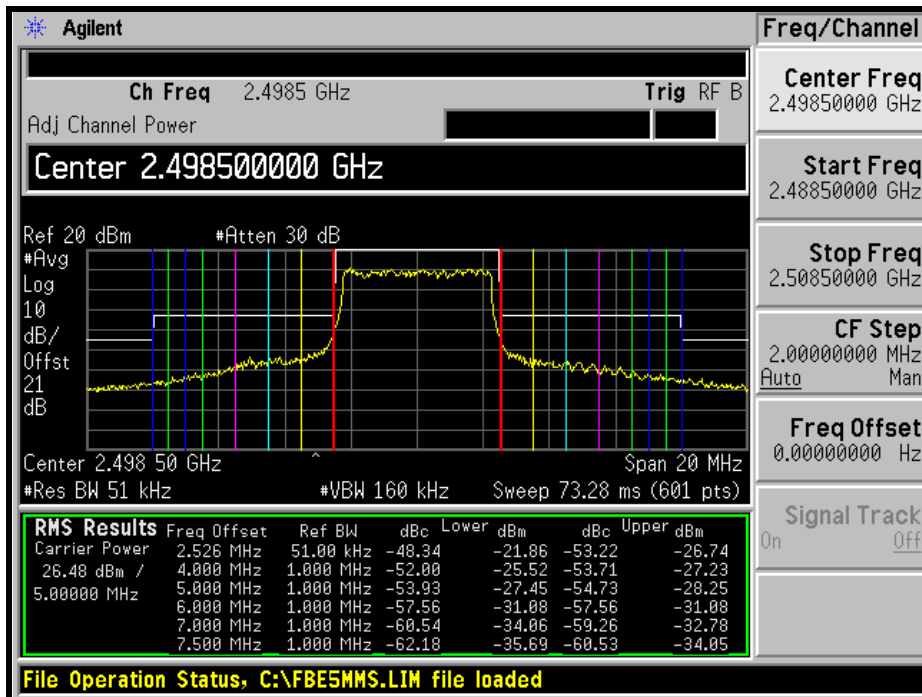 Agilent
Freq/Channel
Ch Freq 2.4985 GHz Trig RF B
Adj Channel Power
Center 2.498500000 GHz
Center Freq
2.49850000 GHz
Start Freq
2.48850000 GHz
Stop Freq
2.50850000 GHz
CF Step
2.00000000 MHz
Auto Man
Freq Offset
0.00000000 Hz
Signal Track
On Off
Ref 20 dBm #Atten 30 dB
#Avg
Log
10
dB/
Offst
21
dB
Center 2.498 50 GHz ^ Span 20 MHz
#Res BW 51 kHz #VBW 160 kHz Sweep 73.28 ms (601 pts)
RMS Results Freq Offset Ref BW dBc Lower dBm dBc Upper dBm
Carrier Power 2.526 MHz 51.00 kHz -48.34 -21.86 -53.22 -26.74
26.48 dBm / 4.000 MHz 1.000 MHz -52.00 -25.52 -53.71 -27.23
5.00000 MHz 5.000 MHz 1.000 MHz -53.93 -27.45 -54.73 -28.25
6.000 MHz 1.000 MHz -57.56 -31.08 -57.56 -31.08
7.000 MHz 1.000 MHz -60.54 -34.06 -59.26 -32.78
7.500 MHz 1.000 MHz -62.18 -35.69 -60.53 -34.05
File Operation Status, C:\FBE5MMS.LIM file loaded